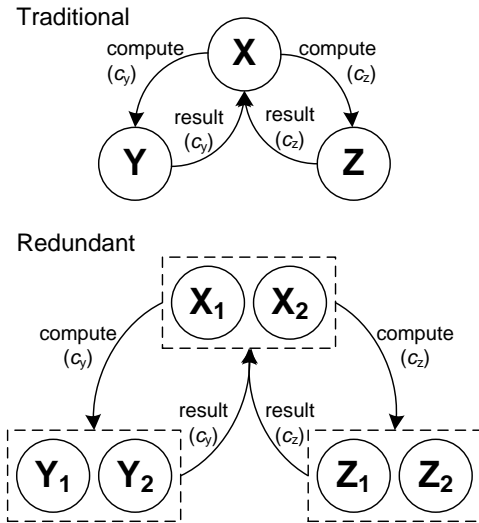 Traditional
compute
(cy)
X
compute
(cz)
result
(cy)
result
(cz)
Y
Z
Redundant
X1 X2
compute
(cy)
compute
(cz)
result
(cy)
result
(cz)
Y1 Y2
Z1 Z2